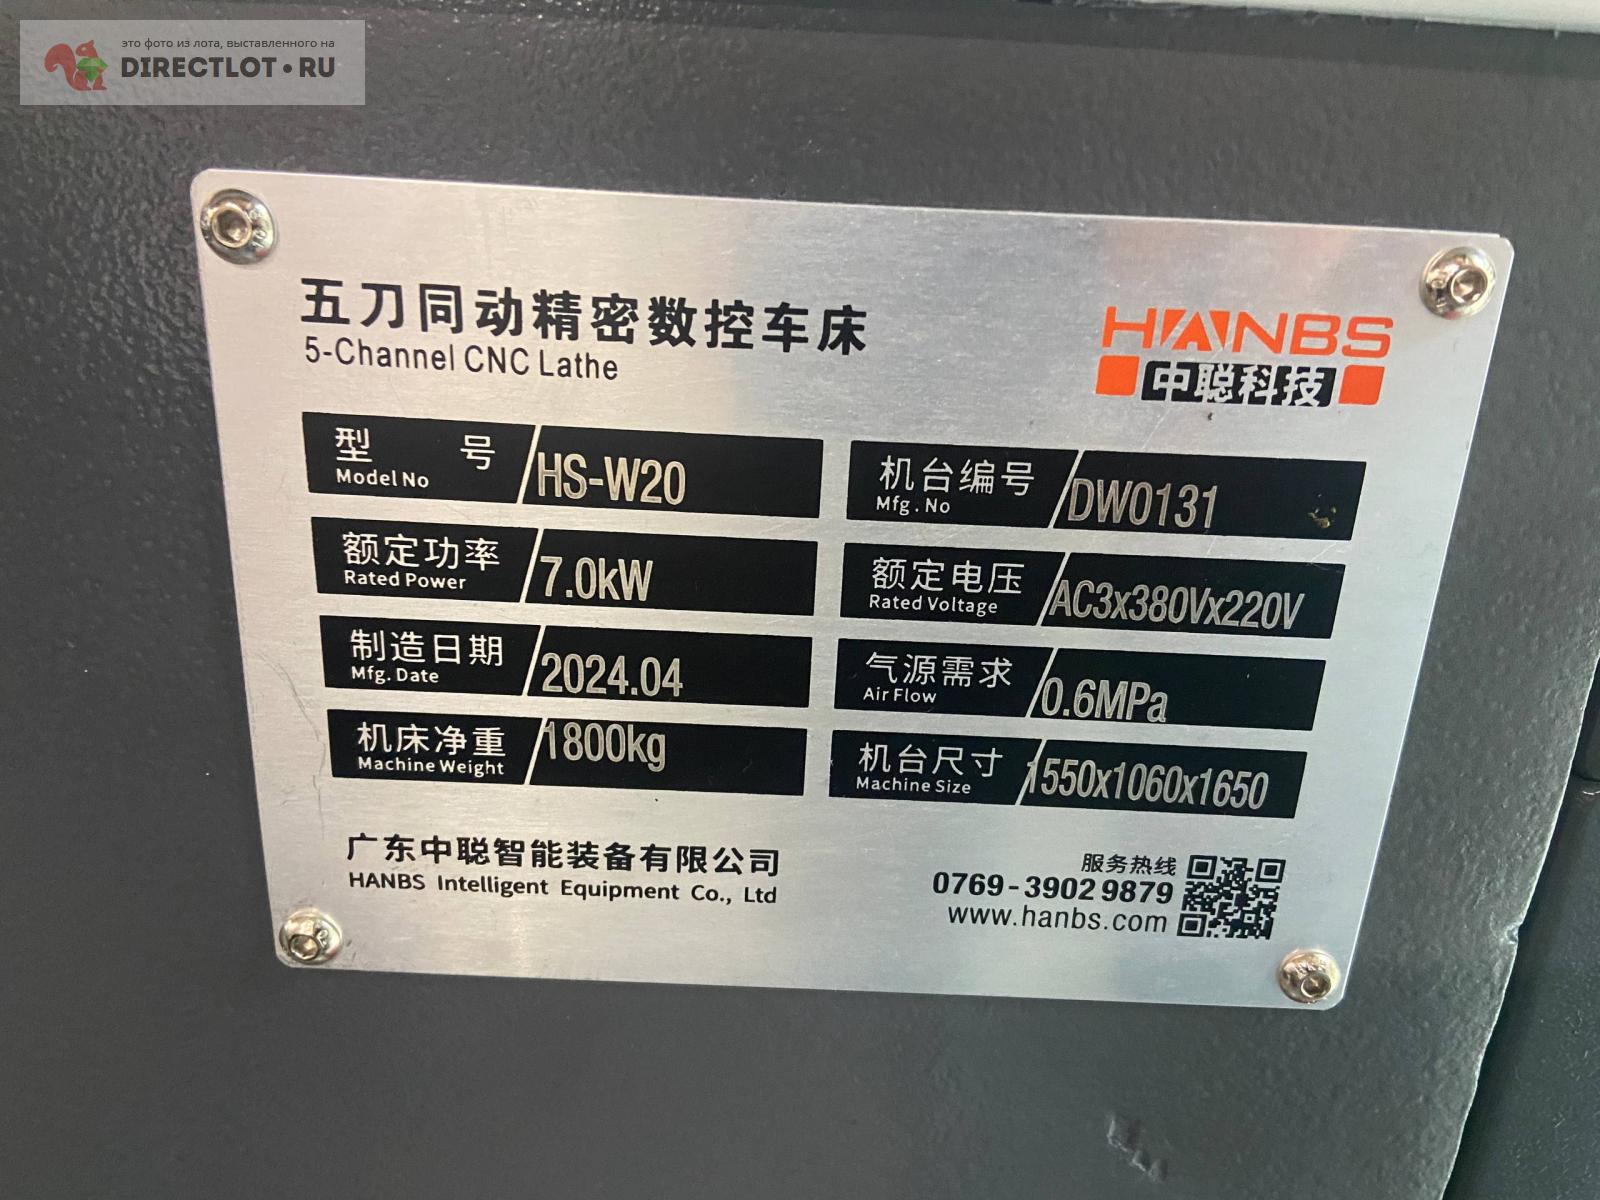 это фото из лота, выставленного на
DIRECTLOT•RU
五刀同动精密数控车床
5-Channel CNC Lathe
HANBS
中聪科技
型 号
Model No
HS-W20
机台编号
Mfg. No
DW0131
额定功率
Rated Power
7.0kW
额定电压
Rated Voltage
AC3x380Vx220V
制造日期
Mfg. Date
2024.04
气源需求
Air Flow
0.6MPa
机床净重
Machine Weight
1800kg
机台尺寸
Machine Size
1550x1060x1650
广东中聪智能装备有限公司
HANBS Intelligent Equipment Co., Ltd
服务热线
0769-3902 9879
www.hanbs.com